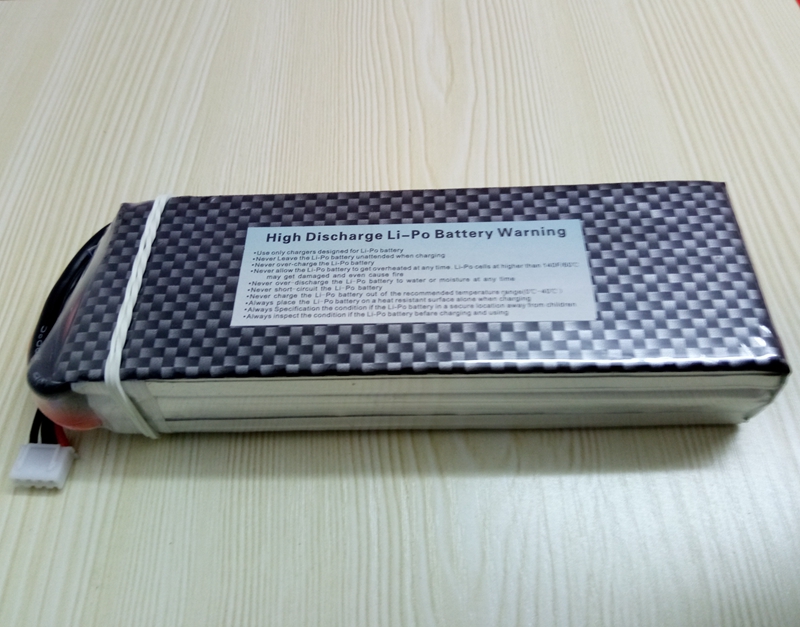 High Discharge Li-Po Battery Warning
•Use only chargers designed for Li-Po battery
•Never Leave the Li-Po battery unattended when charging
•Never over-charge the Li-Po battery
•Never allow the Li-Po battery to get overheated at any time. Li-Po cells at higher than 140F/60℃
may get damaged and even cause fire
•Never over-discharge the Li-Po battery to water or moisture at any time
•Never short-circuit the Li-Po battery
•Never charge the Li-Po battery out of the recommended temperature range(0℃-40℃)
•Always place the Li-Po battery on a heat resistant surface alone when charging
•Always Specification the condition if the Li-Po battery in a secure location away from children
•Always inspect the condition if the Li-Po battery before charging and using